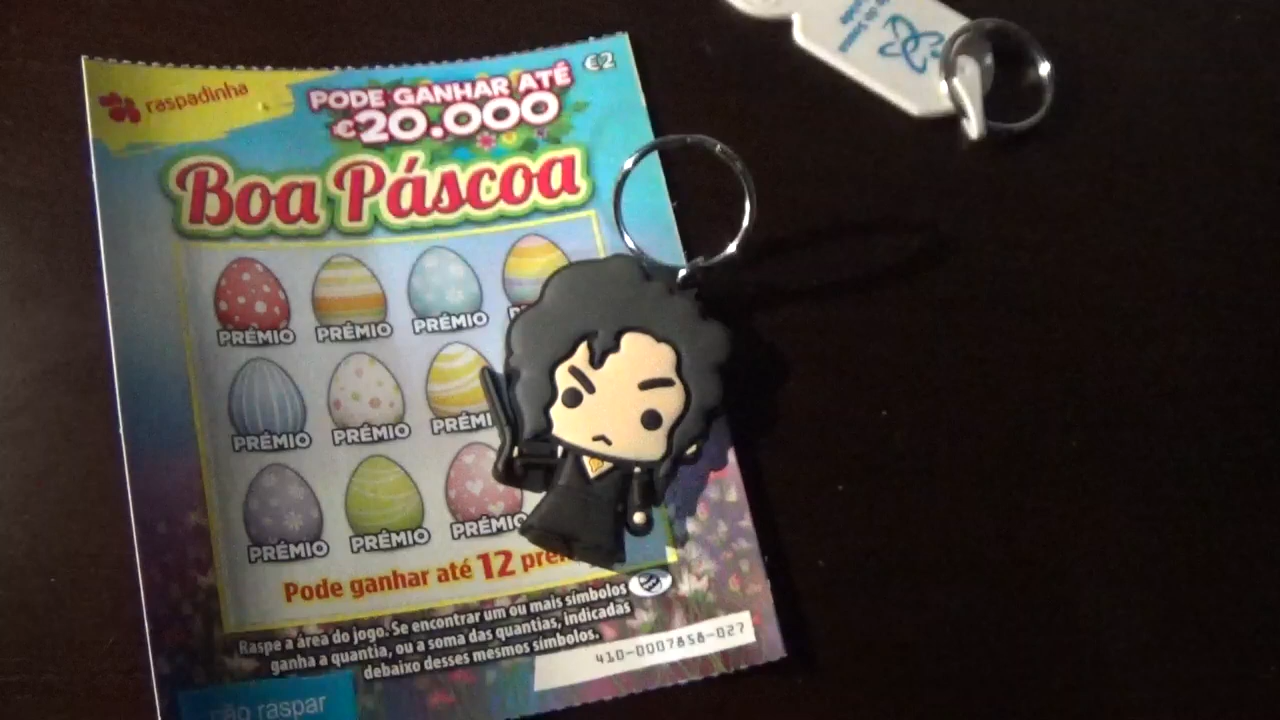 raspadinha
PODE GANHAR ATÉ
€20.000
€2
Boa Páscoa
PRÉMIO PRÉMIO PRÉMIO
PRÉMIO PRÉMIO PRÉMI
PRÉMIO PRÉMIO PRÉMIO
Pode ganhar até 12
Raspe a área do jogo. Se encontrar um ou mais símbolos
ganha a quantia, ou a soma das quantias, indicadas
debaixo desses mesmos símbolos.
410-0007858-027
não raspar